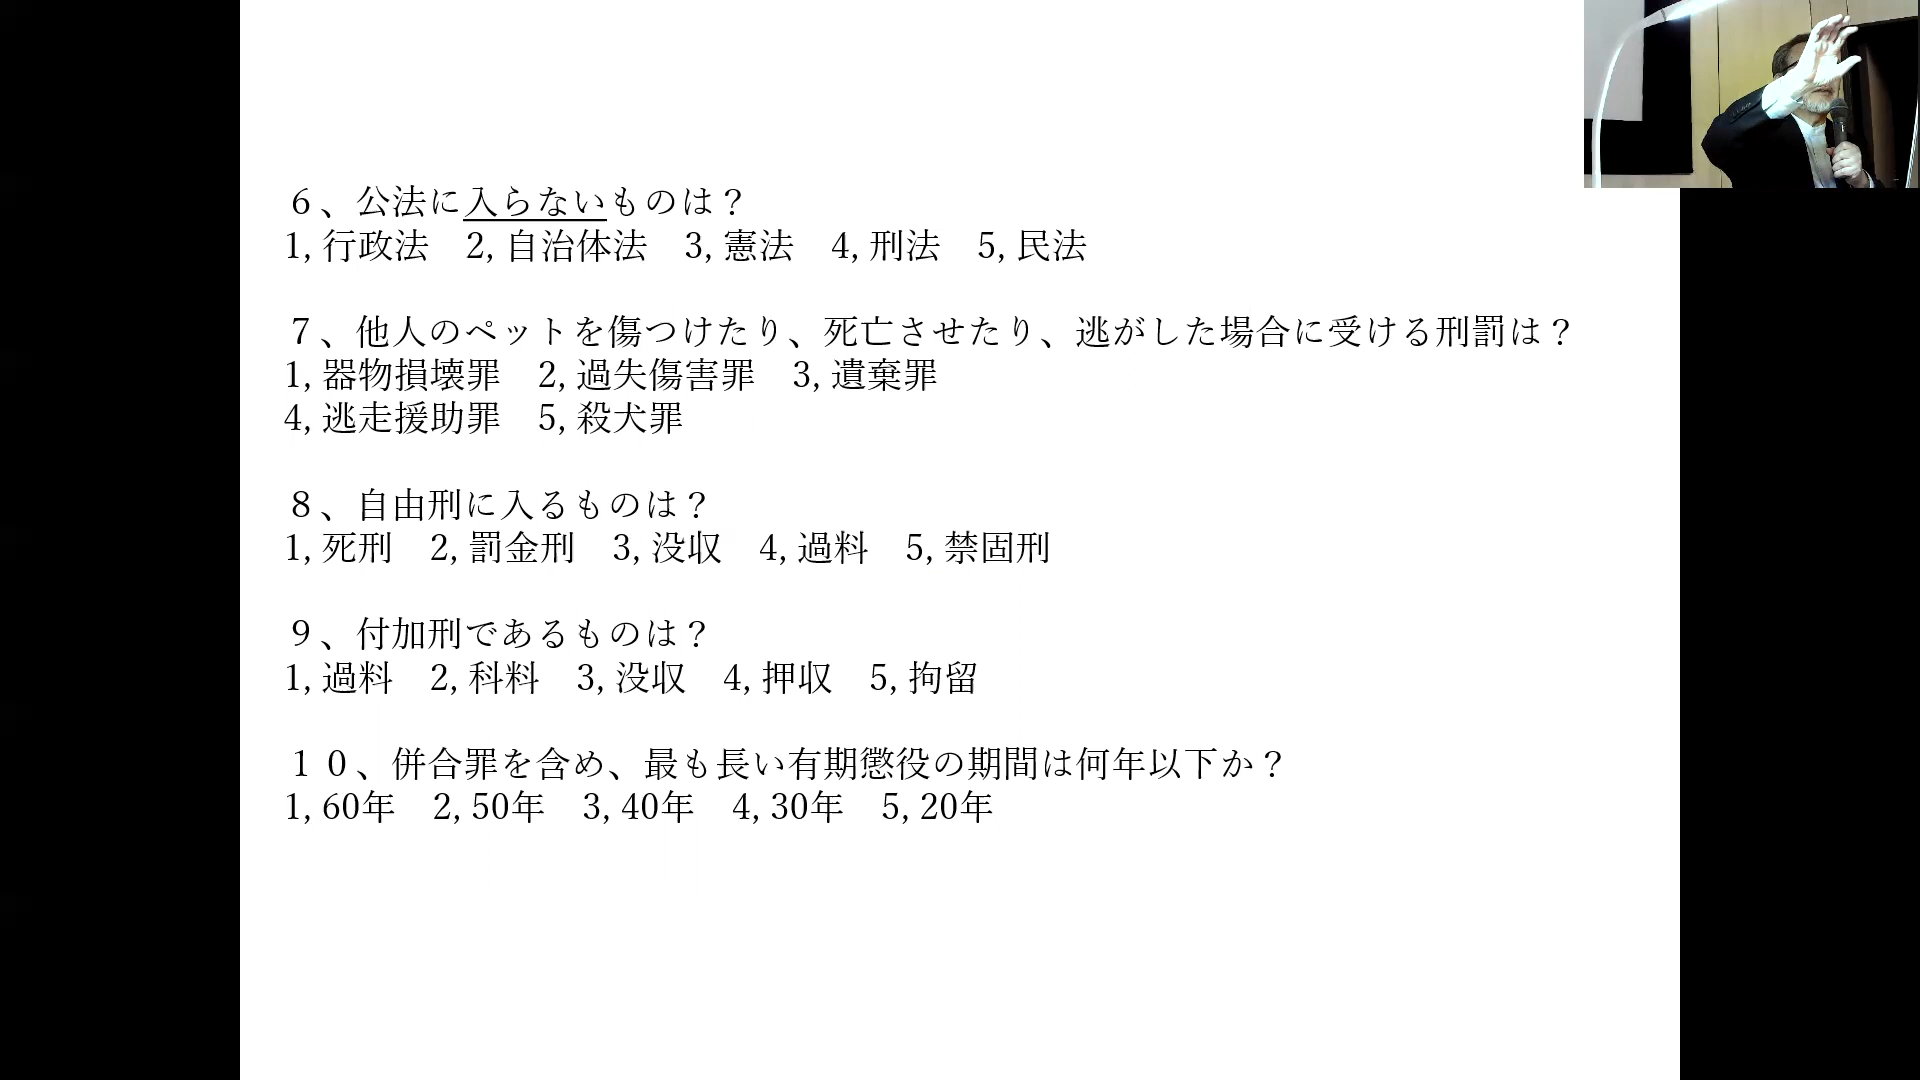 ６、公法に入らないものは？
1, 行政法　2, 自治体法　3, 憲法　4, 刑法　5, 民法
７、他人のペットを傷つけたり、死亡させたり、逃がした場合に受ける刑罰は？
1, 器物損壊罪　2, 過失傷害罪　3, 遺棄罪
4, 逃走援助罪　5, 殺犬罪
８、自由刑に入るものは？
1, 死刑　2, 罰金刑　3, 没収　4, 過料　5, 禁固刑
９、付加刑であるものは？
1, 過料　2, 科料　3, 没収　4, 押収　5, 拘留
１０、併合罪を含め、最も長い有期懲役の期間は何年以下か？
1, 60年　2, 50年　3, 40年　4, 30年　5, 20年